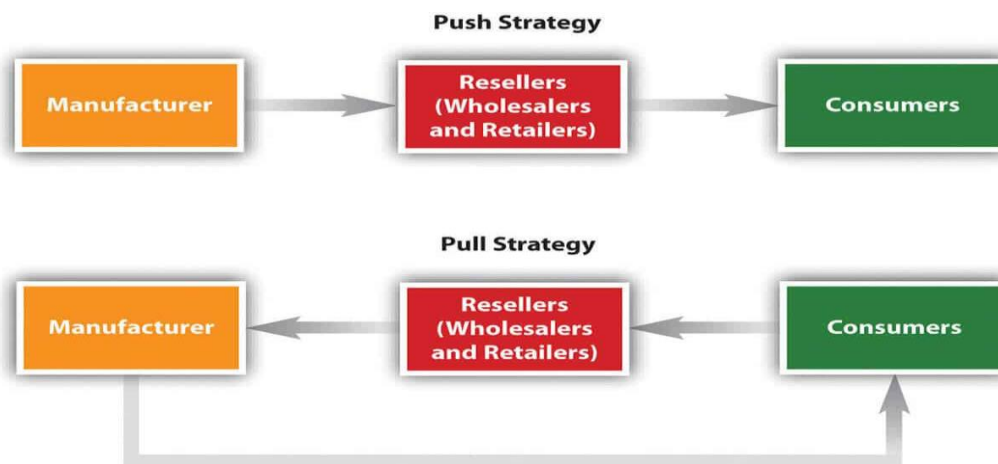 Push Strategy
Manufacturer
Resellers
(Wholesalers
and Retailers)
Consumers
Pull Strategy
Manufacturer
Resellers
(Wholesalers
and Retailers)
Consumers